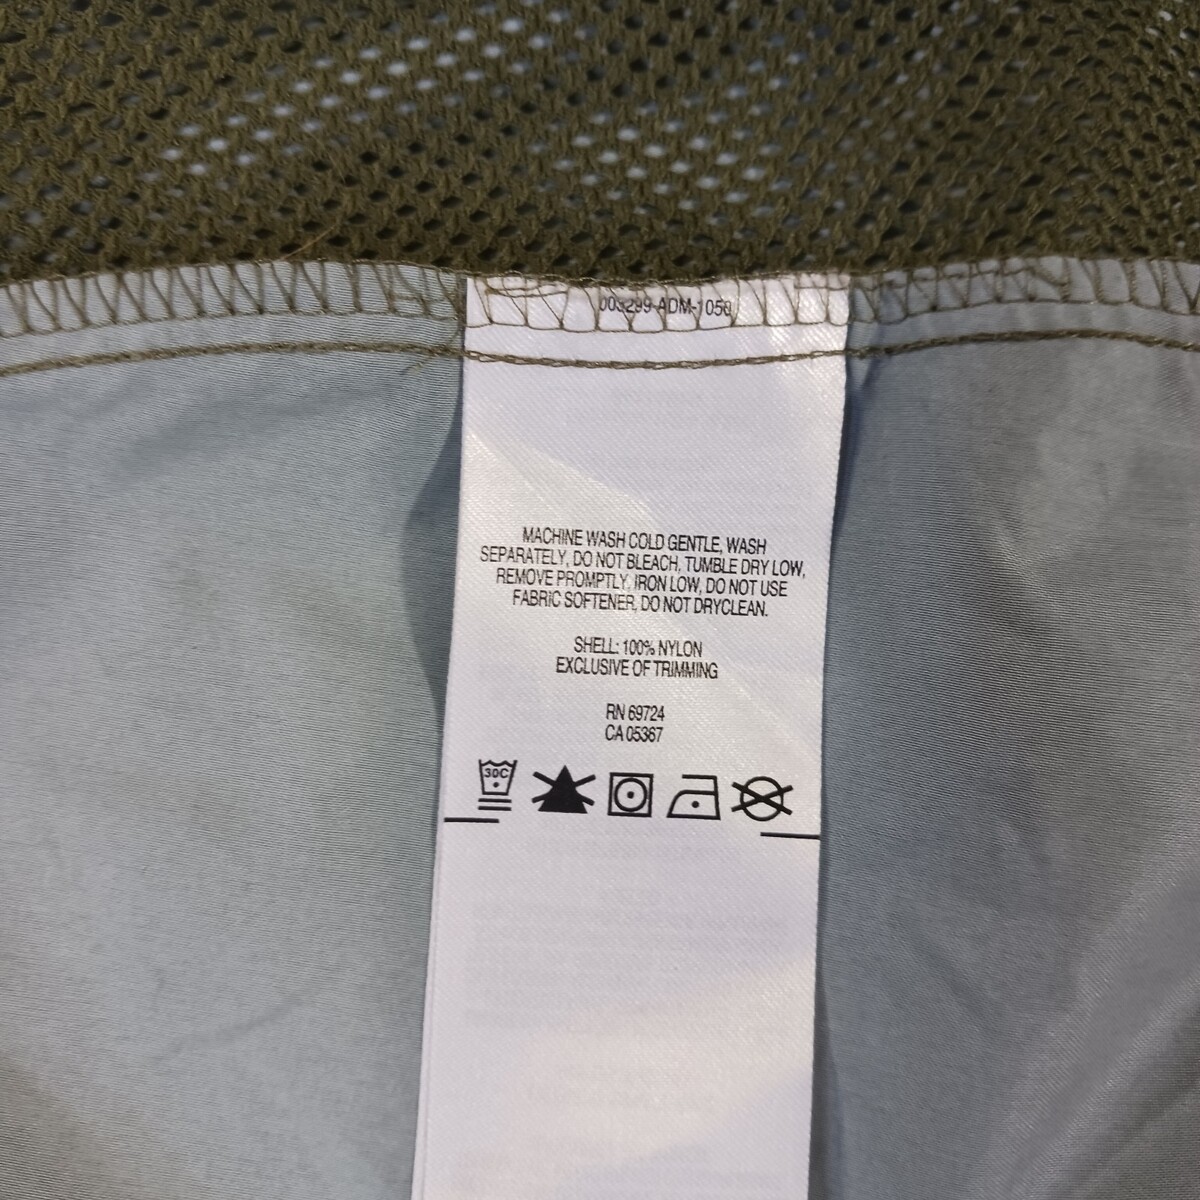 003299-ADM-1050
MACHINE WASH COLD GENTLE, WASH
SEPARATELY, DO NOT BLEACH, TUMBLE DRY LOW,
REMOVE PROMPTLY, IRON LOW, DO NOT USE
FABRIC SOFTENER, DO NOT DRYCLEAN.
SHELL: 100% NYLON
EXCLUSIVE OF TRIMMING
RN 69724
CA 05367
30C